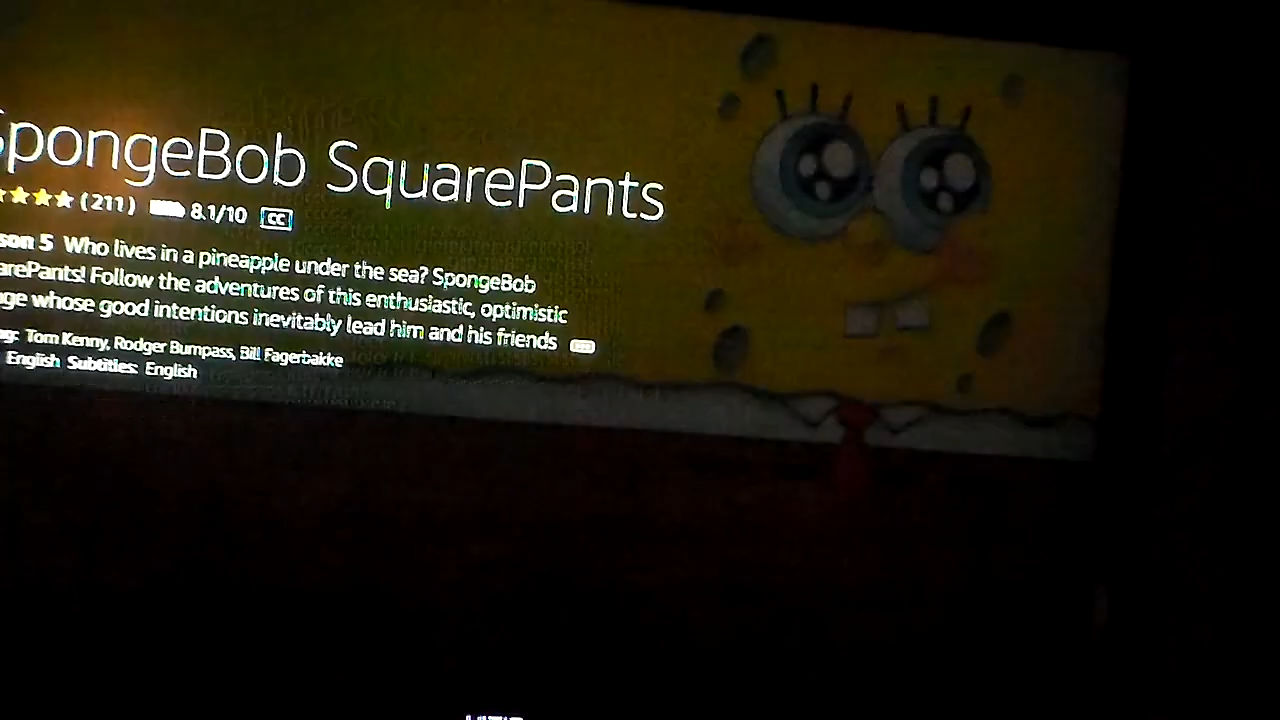 SpongeBob SquarePants
(211) 8.1/10 CC
son 5 Who lives in a pineapple under the sea? SpongeBob
arePants! Follow the adventures of this enthusiastic, optimistic
ge whose good intentions inevitably lead him and his friends
g: Tom Kenny, Rodger Bumpass, Bill Fagerbakke
English Subtitles: English